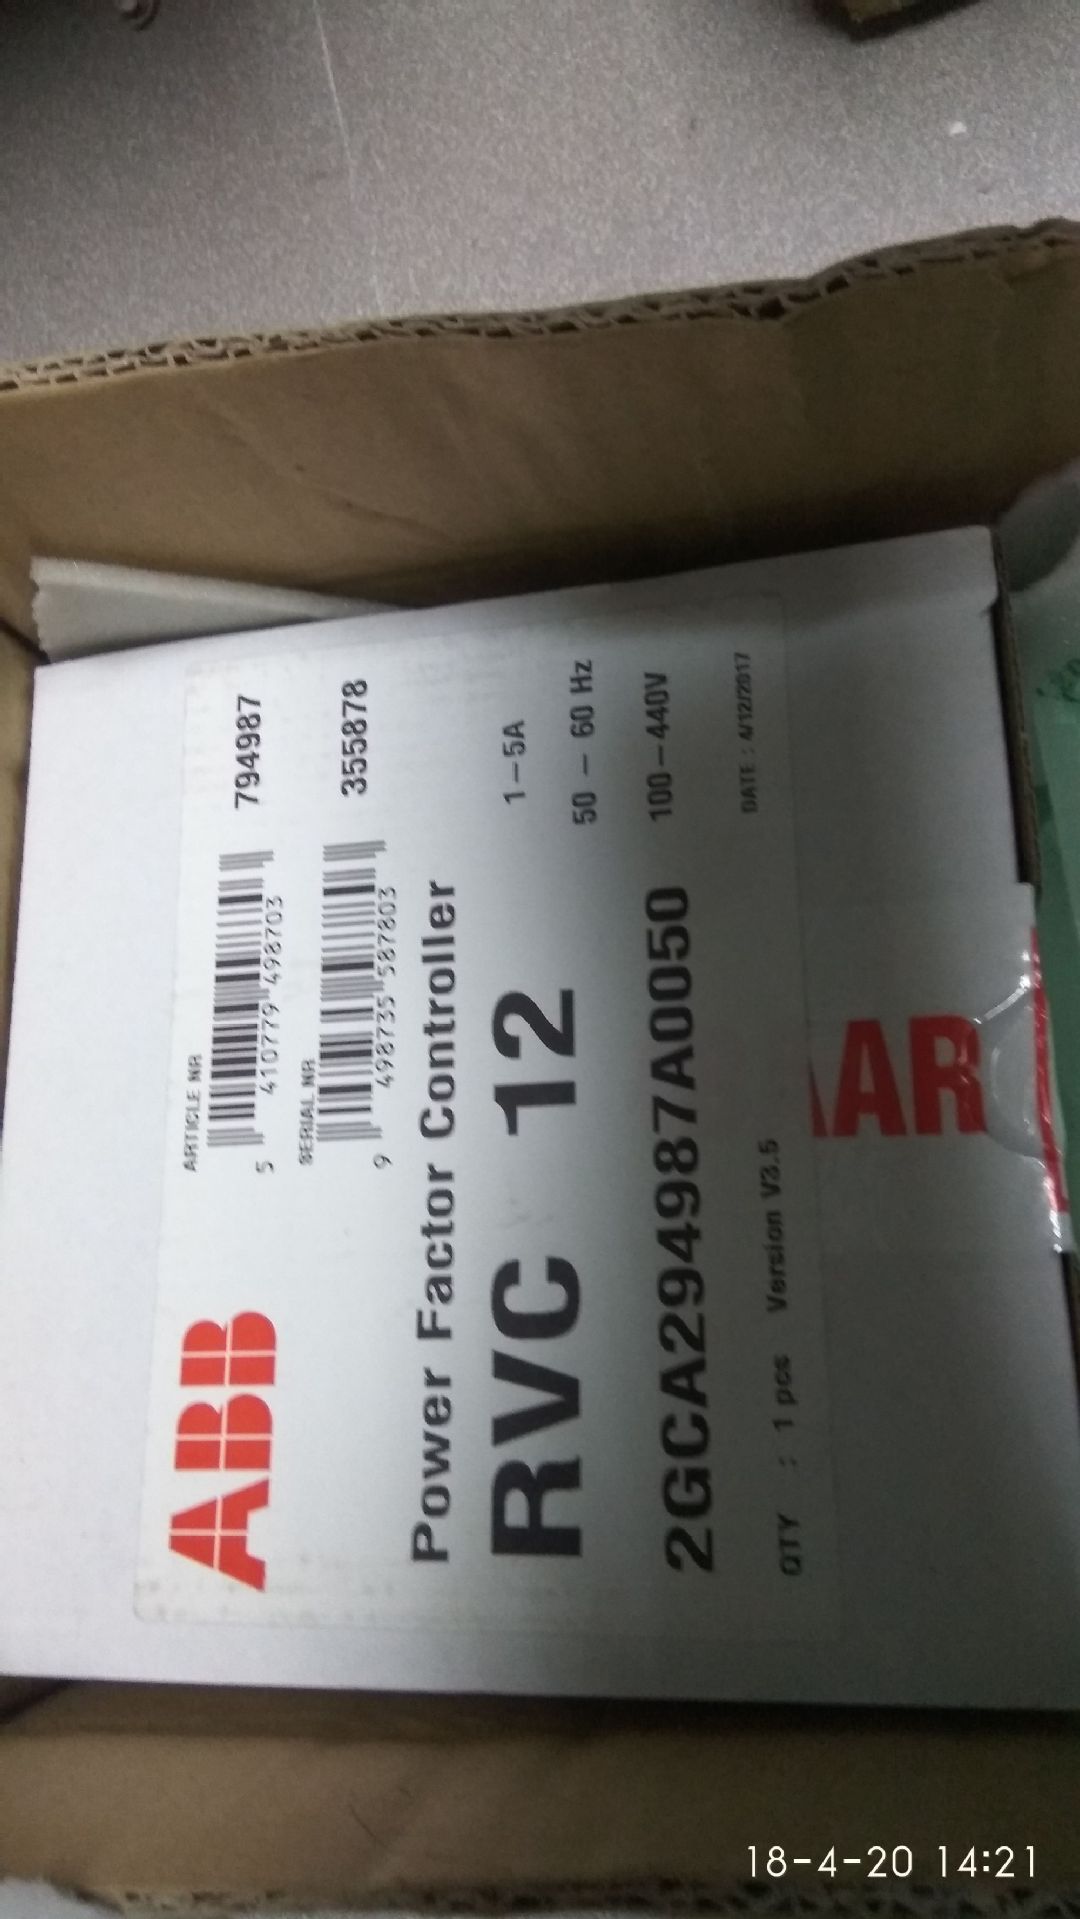 ABB
ARTICLE NR
5 410779 498703
794987
SERIAL NR
9 498735 587803
355878
Power Factor Controller
RVC 12
1-5A
50 - 60 Hz
2GCA294987A0050
100-440V
QTY : 1 pcs Version V3.5
DATE : 4/12/2017
AAR
18-4-20 14:21